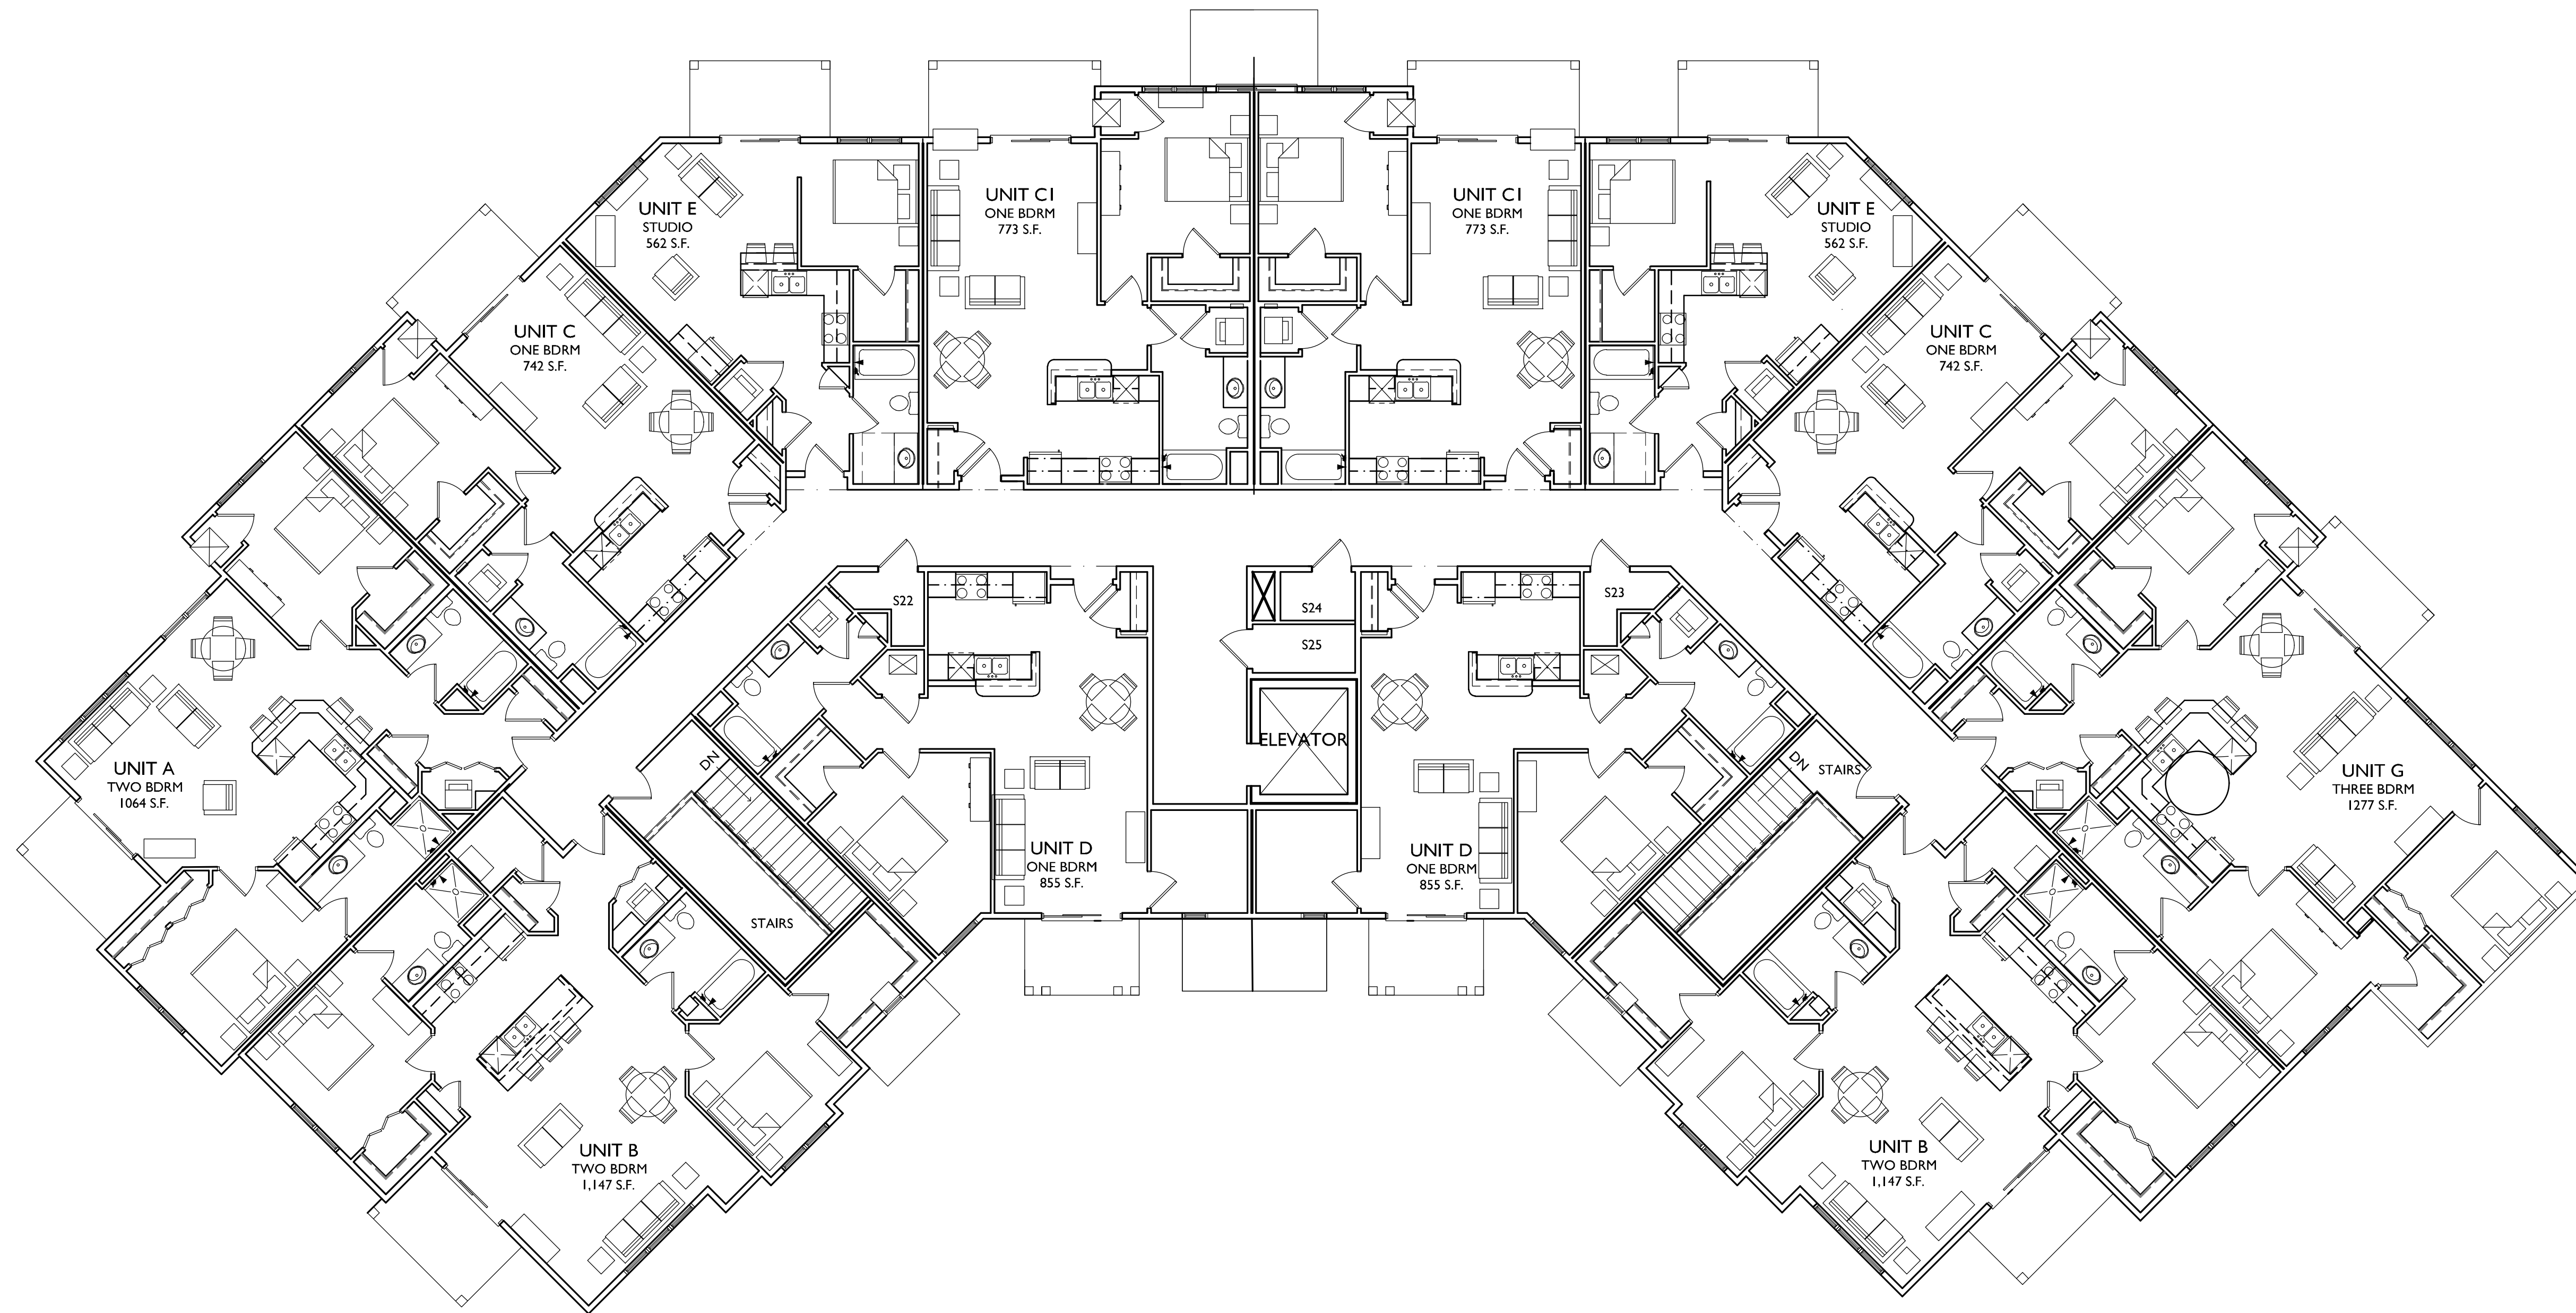 UNIT C1
ONE BDRM
773 S.F.
UNIT C1
ONE BDRM
773 S.F.
UNIT E
STUDIO
562 S.F.
UNIT E
STUDIO
562 S.F.
UNIT C
ONE BDRM
742 S.F.
UNIT C
ONE BDRM
742 S.F.
S22
S24
S23
S25
ELEVATOR
DN
DN
STAIRS
UNIT A
TWO BDRM
1064 S.F.
UNIT G
THREE BDRM
1277 S.F.
UNIT D
ONE BDRM
855 S.F.
UNIT D
ONE BDRM
855 S.F.
STAIRS
UNIT B
TWO BDRM
1,147 S.F.
UNIT B
TWO BDRM
1,147 S.F.